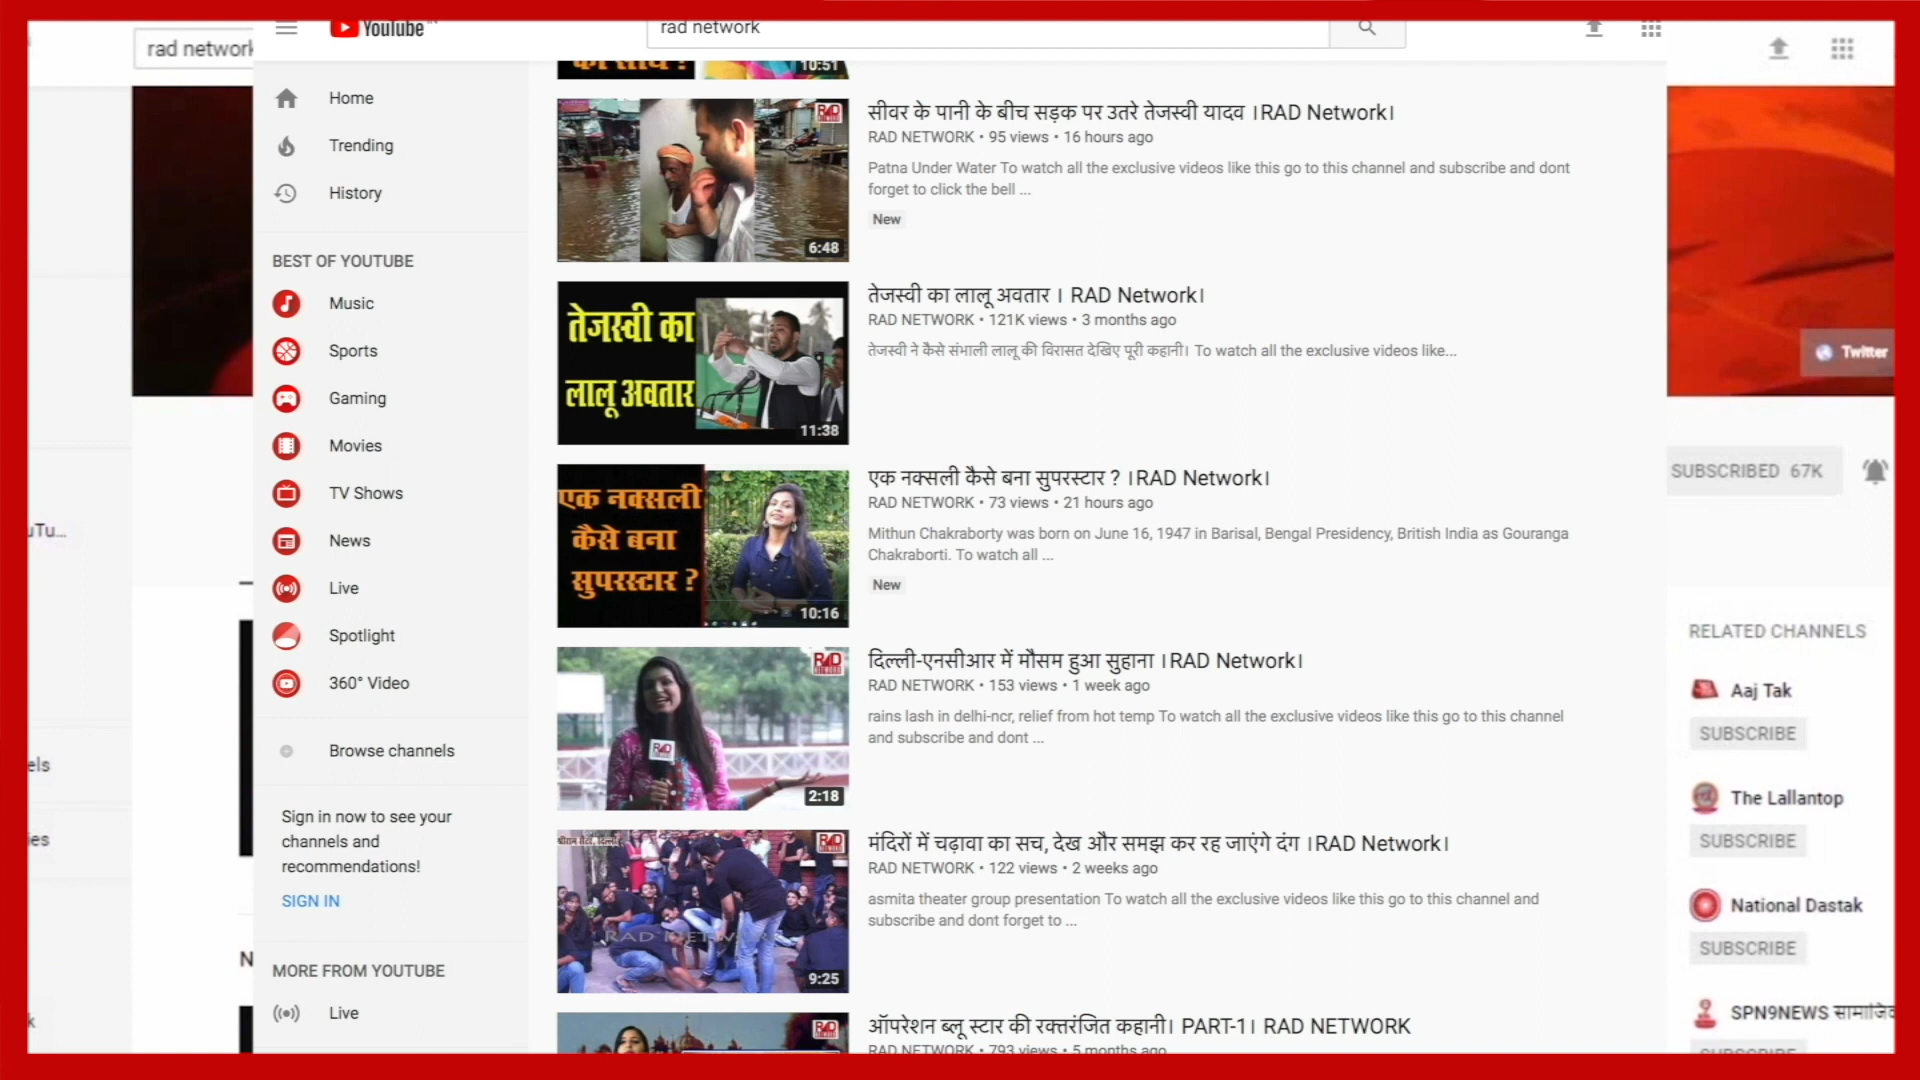 YouTube
rad network
rad network
Home
Trending
History
BEST OF YOUTUBE
Music
Sports
Gaming
Movies
TV Shows
News
Live
Spotlight
360° Video
Browse channels
Sign in now to see your
channels and
recommendations!
SIGN IN
MORE FROM YOUTUBE
Live
10:51
सीवर के पानी के बीच सड़क पर उतरे तेजस्वी यादव ।RAD Network।
RAD NETWORK • 95 views • 16 hours ago
Patna Under Water To watch all the exclusive videos like this go to this channel and subscribe and dont
forget to click the bell ...
New
6:48
तेजस्वी का
लालू अवतार
11:38
तेजस्वी का लालू अवतार । RAD Network।
RAD NETWORK • 121K views • 3 months ago
तेजस्वी ने कैसे संभाली लालू की विरासत देखिए पूरी कहानी। To watch all the exclusive videos like...
एक नक्सली
कैसे बना
सुपरस्टार ?
10:16
एक नक्सली कैसे बना सुपरस्टार ? ।RAD Network।
RAD NETWORK • 73 views • 21 hours ago
Mithun Chakraborty was born on June 16, 1947 in Barisal, Bengal Presidency, British India as Gouranga
Chakraborti. To watch all ...
New
RAD
2:18
दिल्ली-एनसीआर में मौसम हुआ सुहाना ।RAD Network।
RAD NETWORK • 153 views • 1 week ago
rains lash in delhi-ncr, relief from hot temp To watch all the exclusive videos like this go to this channel
and subscribe and dont ...
9:25
मंदिरों में चढ़ावा का सच, देख और समझ कर रह जाएंगे दंग ।RAD Network।
RAD NETWORK • 122 views • 2 weeks ago
asmita theater group presentation To watch all the exclusive videos like this go to this channel and
subscribe and dont forget to ...
ऑपरेशन ब्लू स्टार की रक्तरंजित कहानी। PART-1। RAD NETWORK
RAD NETWORK • 793 views • 5 months ago
Twitter
SUBSCRIBED 67K
RELATED CHANNELS
Aaj Tak
SUBSCRIBE
The Lallantop
SUBSCRIBE
National Dastak
SUBSCRIBE
SPN9NEWS
SUBSCRIBE